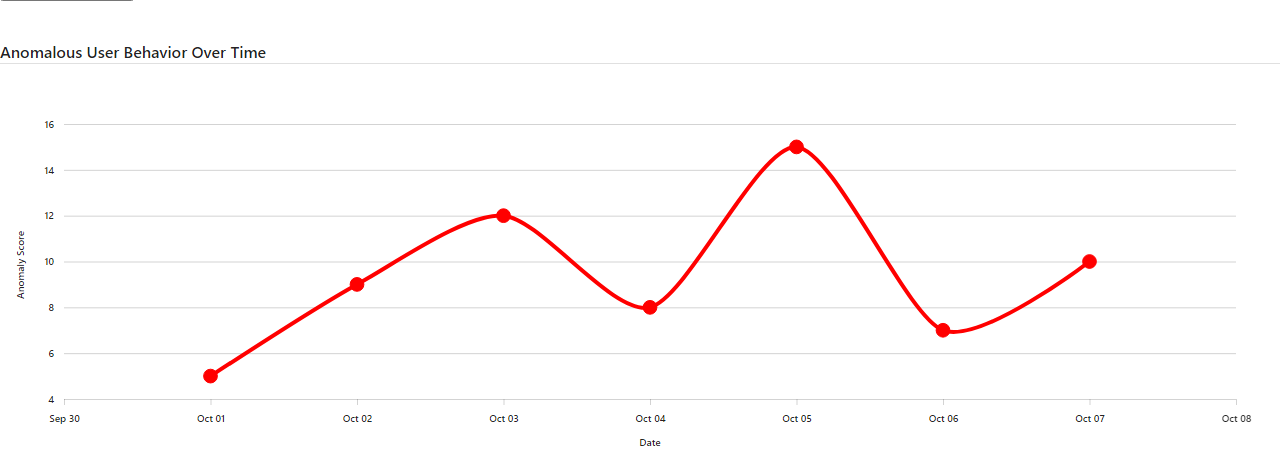 Anomalous User Behavior Over Time
16
14
12
10
8
6
4
Anomaly Score
Sep 30 Oct 01 Oct 02 Oct 03 Oct 04 Oct 05 Oct 06 Oct 07 Oct 08
Date